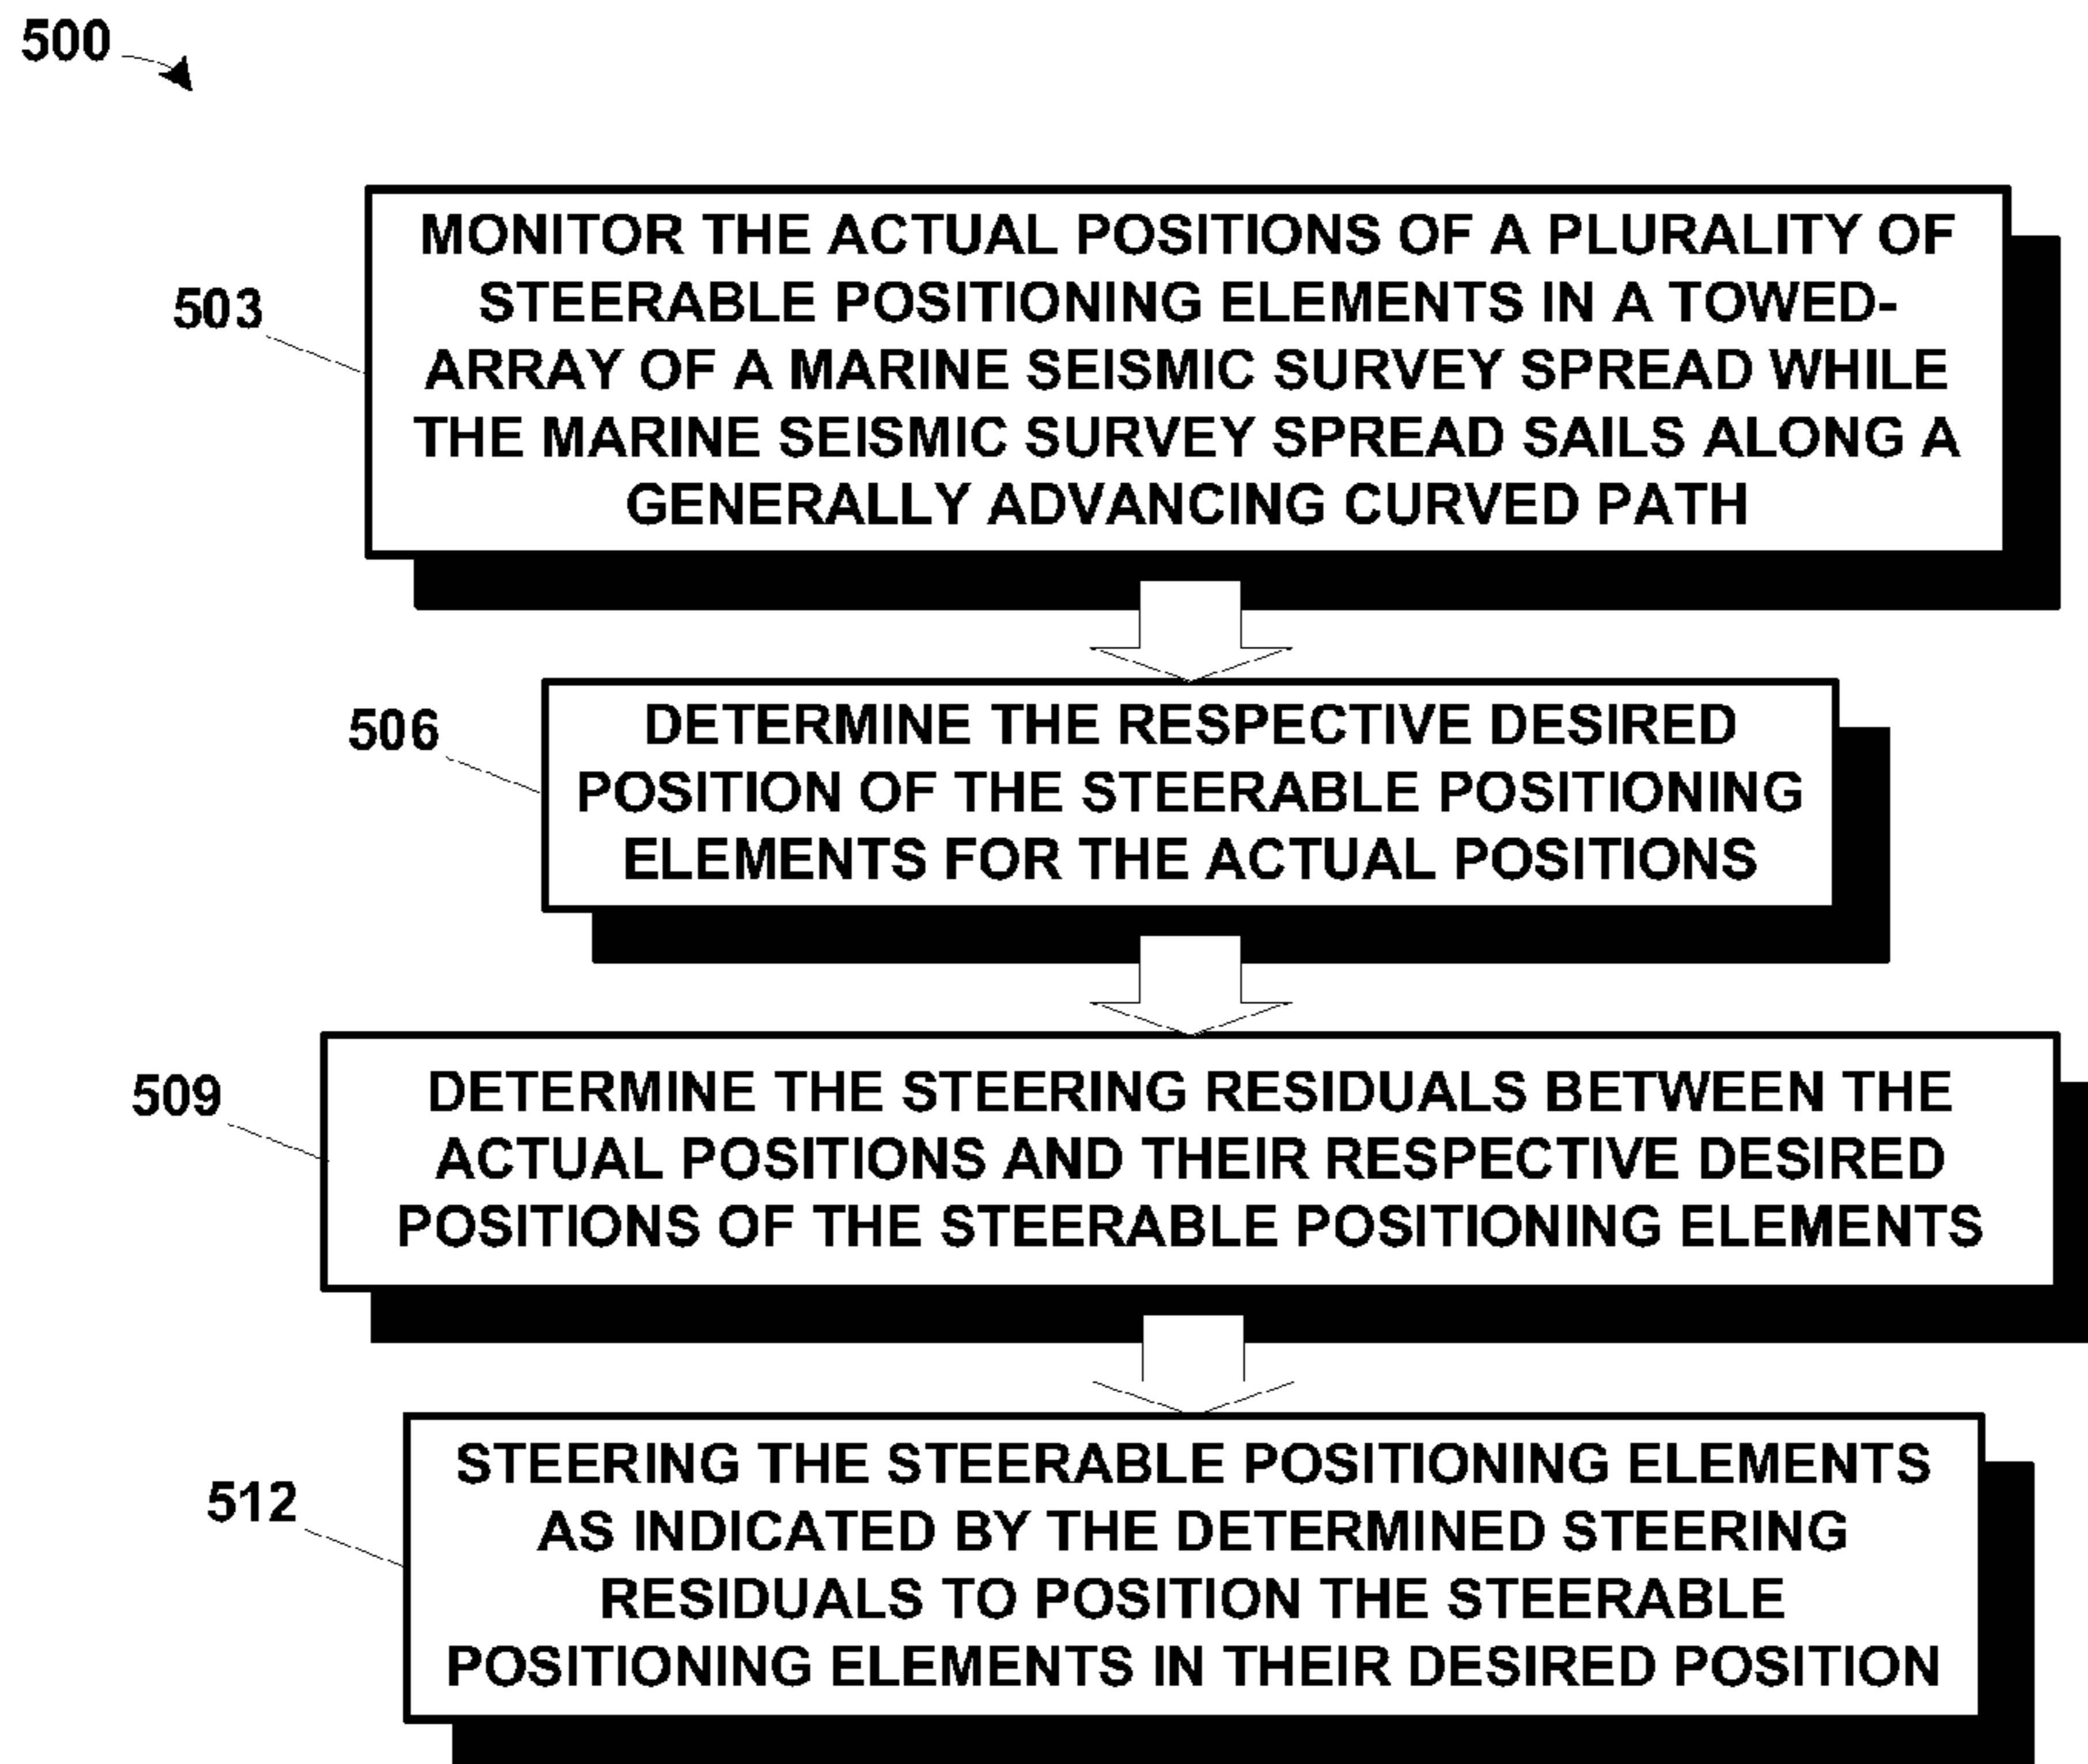 500
503
MONITOR THE ACTUAL POSITIONS OF A PLURALITY OF
STEERABLE POSITIONING ELEMENTS IN A TOWED-
ARRAY OF A MARINE SEISMIC SURVEY SPREAD WHILE
THE MARINE SEISMIC SURVEY SPREAD SAILS ALONG A
GENERALLY ADVANCING CURVED PATH
506
DETERMINE THE RESPECTIVE DESIRED
POSITION OF THE STEERABLE POSITIONING
ELEMENTS FOR THE ACTUAL POSITIONS
509
DETERMINE THE STEERING RESIDUALS BETWEEN THE
ACTUAL POSITIONS AND THEIR RESPECTIVE DESIRED
POSITIONS OF THE STEERABLE POSITIONING ELEMENTS
512
STEERING THE STEERABLE POSITIONING ELEMENTS
AS INDICATED BY THE DETERMINED STEERING
RESIDUALS TO POSITION THE STEERABLE
POSITIONING ELEMENTS IN THEIR DESIRED POSITION